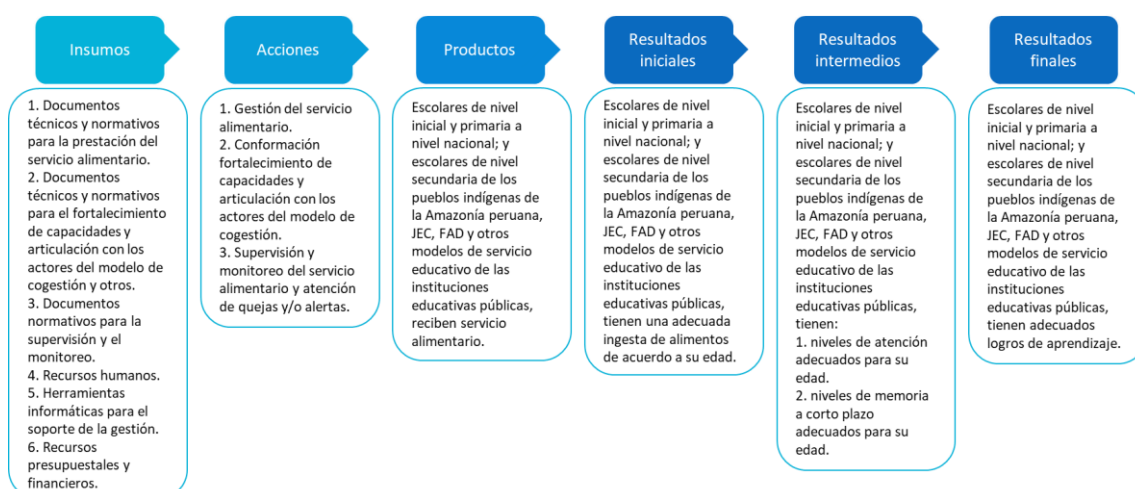 Insumos
1. Documentos
técnicos y normativos
para la prestación del
servicio alimentario.
2. Documentos
técnicos y normativos
para el fortalecimiento
de capacidades y
articulación con los
actores del modelo de
cogestión y otros.
3. Documentos
normativos para la
supervisión y el
monitoreo.
4. Recursos humanos.
5. Herramientas
informáticas para el
soporte de la gestión.
6. Recursos
presupuestales y
financieros.
Acciones
1. Gestión del servicio
alimentario.
2. Conformación
fortalecimiento de
capacidades y
articulación con los
actores del modelo de
cogestión.
3. Supervisión y
monitoreo del servicio
alimentario y atención
de quejas y/o alertas.
Productos
Escolares de nivel
inicial y primaria a
nivel nacional; y
escolares de nivel
secundaria de los
pueblos indígenas de
la Amazonía peruana,
JEC, FAD y otros
modelos de servicio
educativo de las
instituciones
educativas públicas,
reciben servicio
alimentario.
Resultados
iniciales
Escolares de nivel
inicial y primaria a
nivel nacional; y
escolares de nivel
secundaria de los
pueblos indígenas de
la Amazonía peruana,
JEC, FAD y otros
modelos de servicio
educativo de las
instituciones
educativas públicas,
tienen una adecuada
ingesta de alimentos
de acuerdo a su edad.
Resultados
intermedios
Escolares de nivel
inicial y primaria a
nivel nacional; y
escolares de nivel
secundaria de los
pueblos indígenas de
la Amazonía peruana,
JEC, FAD y otros
modelos de servicio
educativo de las
instituciones
educativas públicas,
tienen:
1. niveles de atención
adecuados para su
edad.
2. niveles de memoria
a corto plazo
adecuados para su
edad.
Resultados
finales
Escolares de nivel
inicial y primaria a
nivel nacional; y
escolares de nivel
secundaria de los
pueblos indígenas de
la Amazonía peruana,
JEC, FAD y otros
modelos de servicio
educativo de las
instituciones
educativas públicas,
tienen adecuados
logros de aprendizaje.